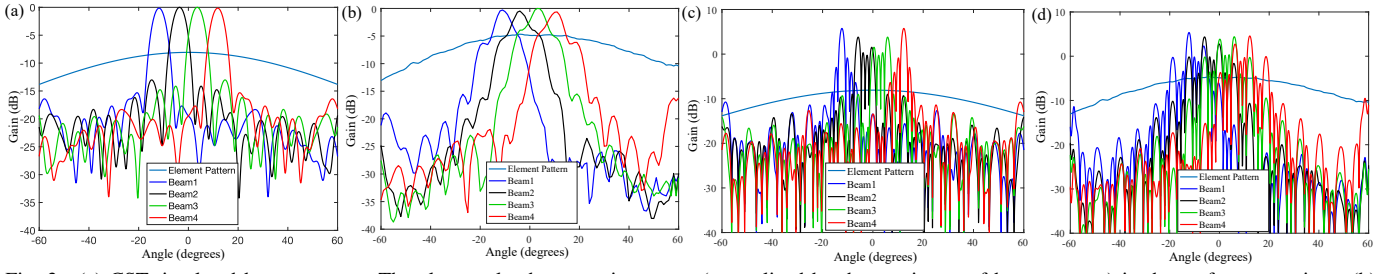 (a)
Gain (dB)
0
-5
-10
-15
-20
-25
-30
-35
-40
-60
-40
-20
0
20
40
60
Angle (degrees)
Element Pattern
Beam1
Beam2
Beam3
Beam4
(b)
Gain (dB)
0
-5
-10
-15
-20
-25
-30
-35
-40
-60
-40
-20
0
20
40
60
Angle (degrees)
Element Pattern
Beam1
Beam2
Beam3
Beam4
(c)
Gain (dB)
10
0
-10
-20
-30
-40
-60
-40
-20
0
20
40
60
Angle (degrees)
Element Pattern
Beam1
Beam2
Beam3
Beam4
(d)
Gain (dB)
10
0
-10
-20
-30
-40
-60
-40
-20
0
20
40
60
Angle (degrees)
Element Pattern
Beam1
Beam2
Beam3
Beam4
(a) CST simulated
(b)